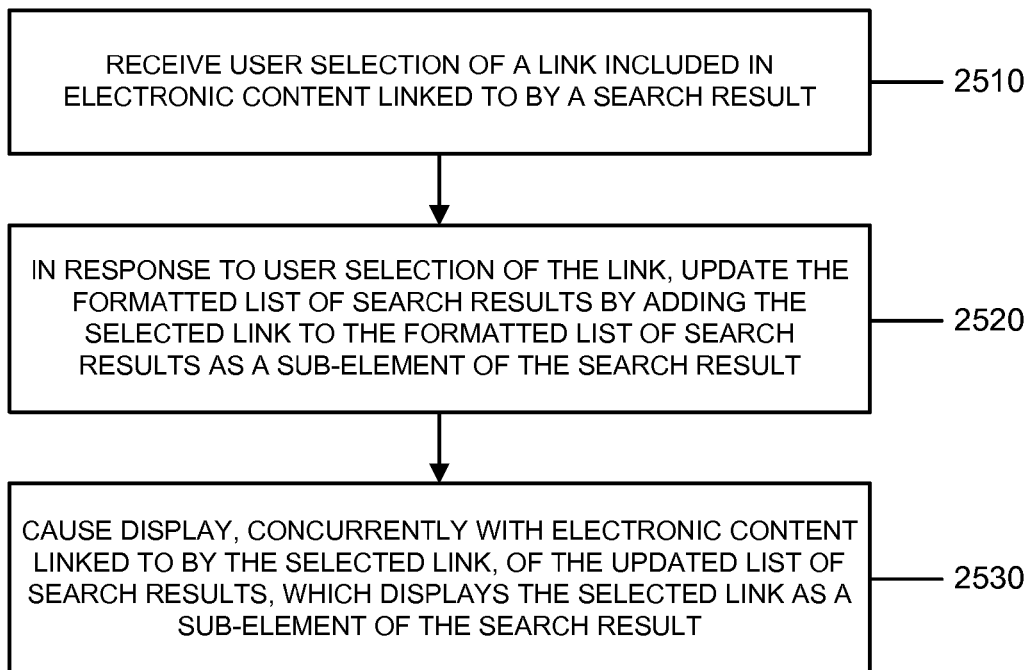 RECEIVE USER SELECTION OF A LINK INCLUDED IN
ELECTRONIC CONTENT LINKED TO BY A SEARCH RESULT
2510
IN RESPONSE TO USER SELECTION OF THE LINK, UPDATE THE
FORMATTED LIST OF SEARCH RESULTS BY ADDING THE
SELECTED LINK TO THE FORMATTED LIST OF SEARCH
RESULTS AS A SUB-ELEMENT OF THE SEARCH RESULT
2520
CAUSE DISPLAY, CONCURRENTLY WITH ELECTRONIC CONTENT
LINKED TO BY THE SELECTED LINK, OF THE UPDATED LIST OF
SEARCH RESULTS, WHICH DISPLAYS THE SELECTED LINK AS A
SUB-ELEMENT OF THE SEARCH RESULT
2530